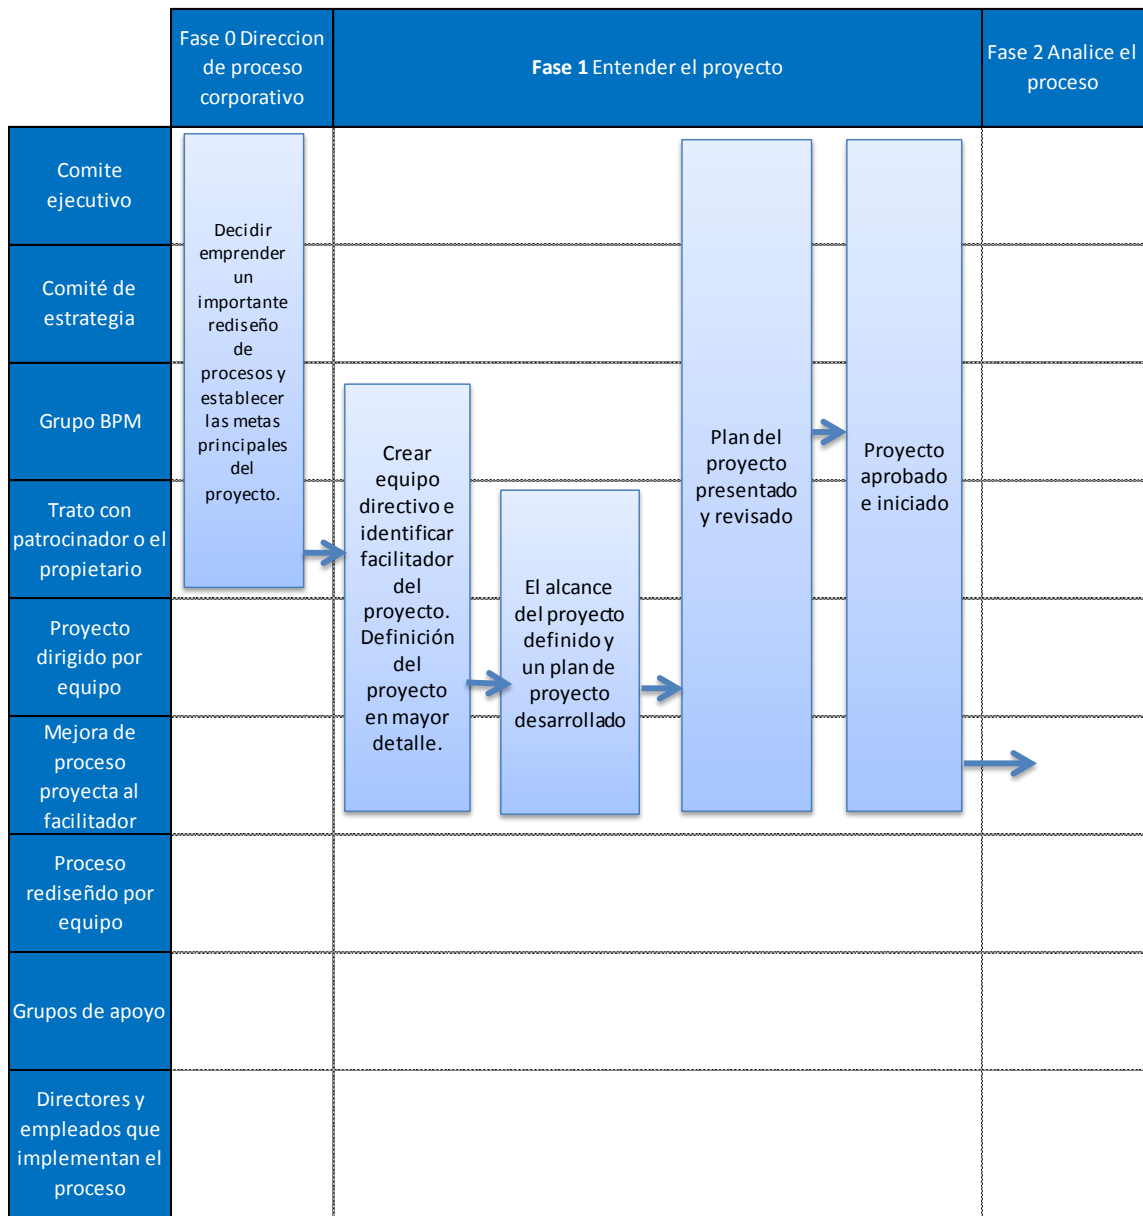 Fase 0 Direccion
de proceso
corporativo
Fase 1 Entender el proyecto
Fase 2 Analice el
proceso
Comite
ejecutivo
Comité de
estrategia
Grupo BPM
Trato con
patrocinador o el
propietario
Proyecto
dirigido por
equipo
Mejora de
proceso
proyecta al
facilitador
Proceso
rediseñdo por
equipo
Grupos de apoyo
Directores y
empleados que
implementan el
proceso
Decidir
emprender
un
importante
rediseño
de
procesos y
establecer
las metas
principales
del
proyecto.
Crear
equipo
directivo e
identificar
facilitador
del
proyecto.
Definición
del
proyecto
en mayor
detalle.
El alcance
del proyecto
definido y
un plan de
proyecto
desarrollado
Plan del
proyecto
presentado
y revisado
Proyecto
aprobado
e iniciado